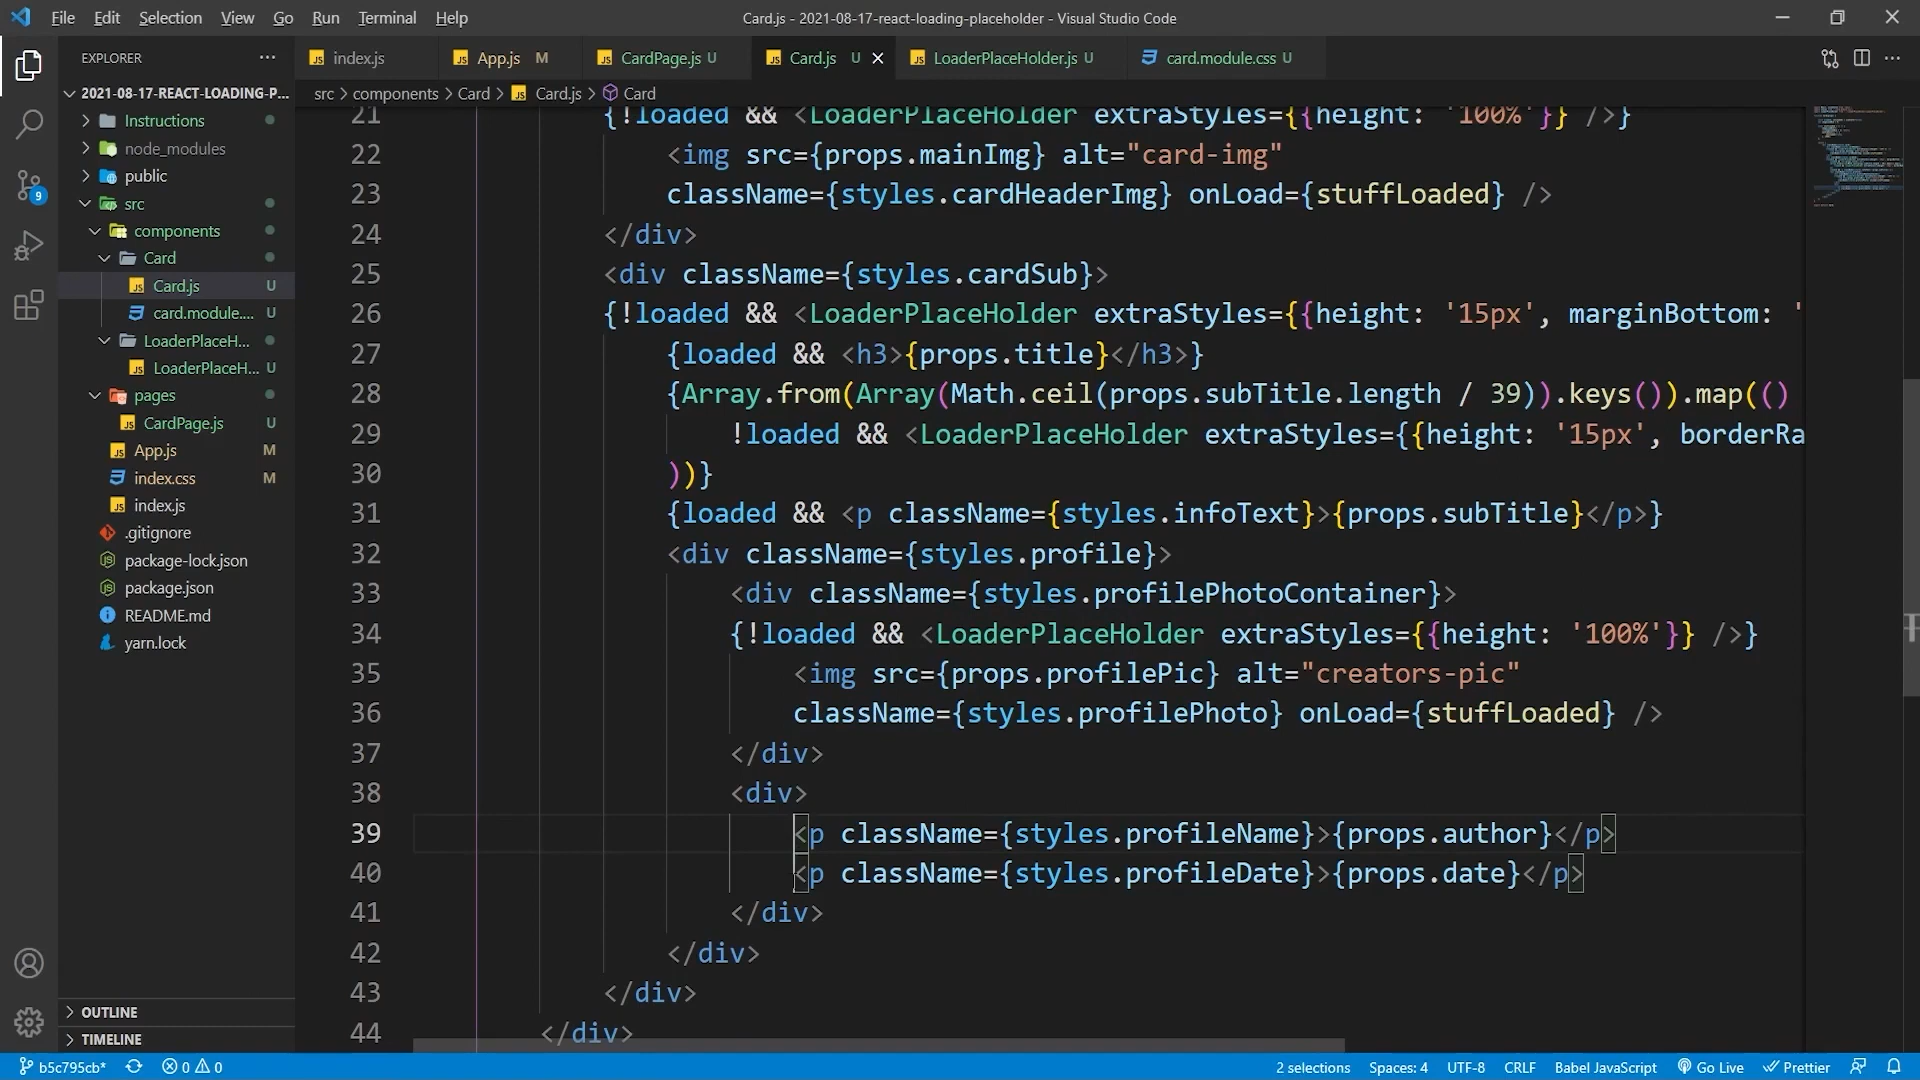 File Edit Selection View Go Run Terminal Help
Card.js - 2021-08-17-react-loading-placeholder - Visual Studio Code
EXPLORER
index.js
App.js M
CardPage.js U
Card.js U
LoaderPlaceHolder.js U
card.module.css U
src > components > Card > Card.js > Card
2021-08-17-REACT-LOADING-P...
Instructions
node_modules
public
src
components
Card
Card.js U
card.module.... U
LoaderPlaceH...
LoaderPlaceH... U
pages
CardPage.js U
App.js M
index.css M
index.js
.gitignore
package-lock.json
package.json
README.md
yarn.lock
9
21 {!loaded && <LoaderPlaceHolder extraStyles={{height: '100%'}} />}
22 <img src={props.mainImg} alt="card-img"
23 className={styles.cardHeaderImg} onLoad={stuffLoaded} />
24 </div>
25 <div className={styles.cardSub}>
26 {!loaded && <LoaderPlaceHolder extraStyles={{height: '15px', marginBottom: '
27 {loaded && <h3>{props.title}</h3>}
28 {Array.from(Array(Math.ceil(props.subTitle.length / 39)).keys()).map(()
29 !loaded && <LoaderPlaceHolder extraStyles={{height: '15px', borderRa
30 ))}
31 {loaded && <p className={styles.infoText}>{props.subTitle}</p>}
32 <div className={styles.profile}>
33 <div className={styles.profilePhotoContainer}>
34 {!loaded && <LoaderPlaceHolder extraStyles={{height: '100%'}} />}
35 <img src={props.profilePic} alt="creators-pic"
36 className={styles.profilePhoto} onLoad={stuffLoaded} />
37 </div>
38 <div>
39 <p className={styles.profileName}>{props.author}</p>
40 <p className={styles.profileDate}>{props.date}</p>
41 </div>
42 </div>
43 </div>
44 </div>
OUTLINE
TIMELINE
b5c795cb* 0 0
2 selections Spaces: 4 UTF-8 CRLF Babel JavaScript Go Live Prettier